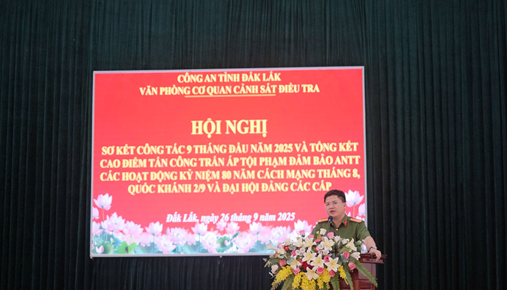 CÔNG AN TỈNH ĐẮK LẮK
VĂN PHÒNG CƠ QUAN CẢNH SÁT ĐIỀU TRA
HỘI NGHỊ
SƠ KẾT CÔNG TÁC 9 THÁNG ĐẦU NĂM 2025 VÀ TỔNG KẾT
CAO ĐIỂM TẤN CÔNG TRẤN ÁP TỘI PHẠM ĐẢM BẢO ANTT
CÁC HOẠT ĐỘNG KỶ NIỆM 80 NĂM CÁCH MẠNG THÁNG 8,
QUỐC KHÁNH 2/9 VÀ ĐẠI HỘI ĐẢNG CÁC CẤP
Đắk Lắk, ngày 26 tháng 9 năm 2025